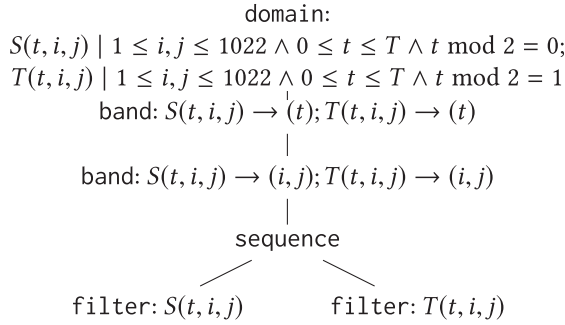 domain:
S(t, i, j) | 1 ≤ i, j ≤ 1022 ∧ 0 ≤ t ≤ T ∧ t mod 2 = 0;
T(t, i, j) | 1 ≤ i, j ≤ 1022 ∧ 0 ≤ t ≤ T ∧ t mod 2 = 1
band: S(t, i, j) → (t); T(t, i, j) → (t)
band: S(t, i, j) → (i, j); T(t, i, j) → (i, j)
sequence
filter: S(t, i, j) filter: T(t, i, j)